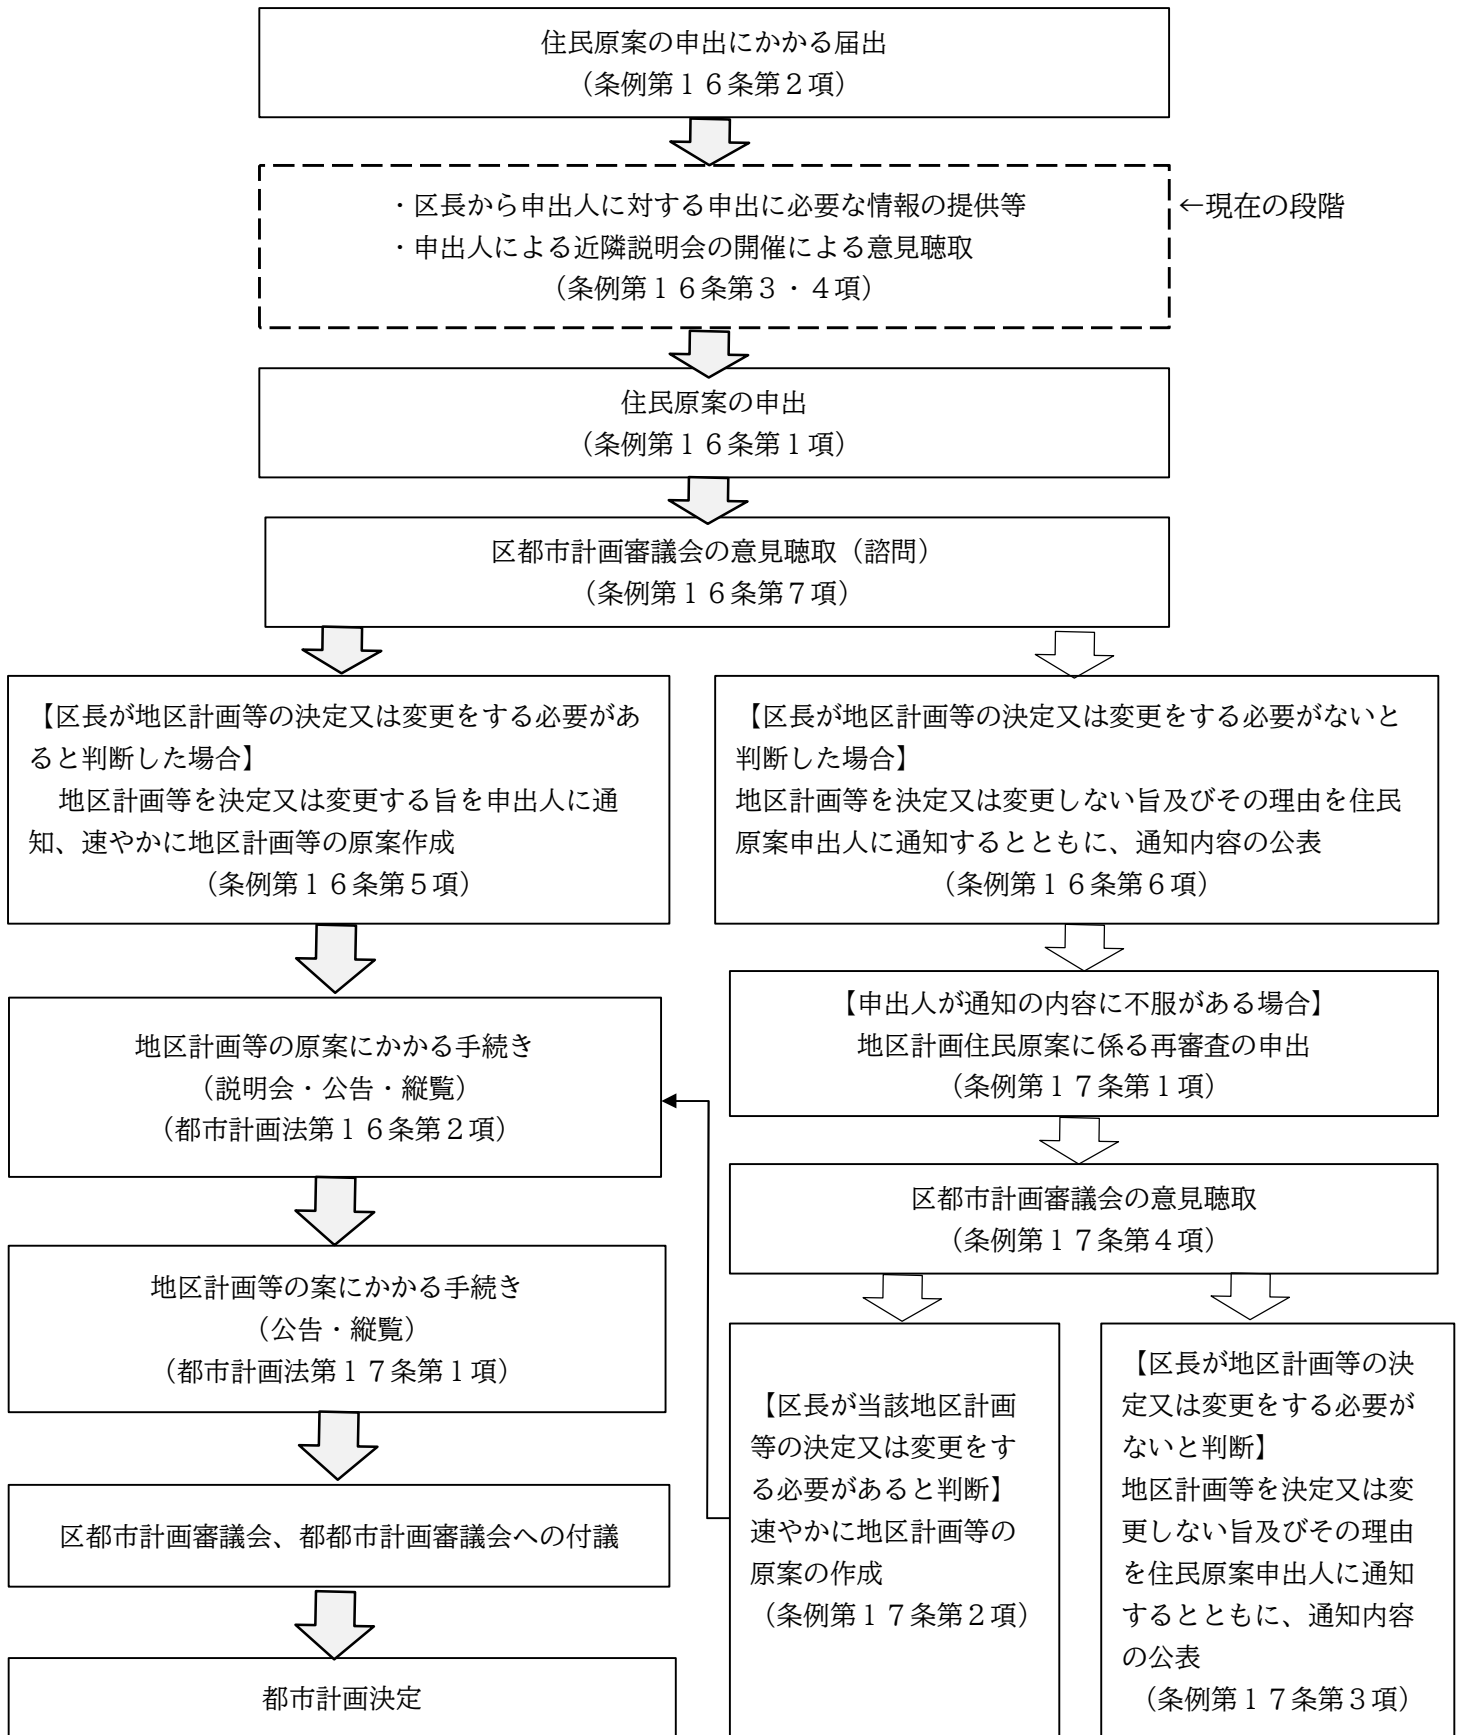 住民原案の申出にかかる届出
（条例第１６条第２項）
・区長から申出人に対する申出に必要な情報の提供等
←現在の段階
・申出人による近隣説明会の開催による意見聴取
（条例第１６条第３・４項）
住民原案の申出
（条例第１６条第１項）
区都市計画審議会の意見聴取（諮問）
（条例第１６条第７項）
【区長が地区計画等の決定又は変更をする必要があ
ると判断した場合】
地区計画等を決定又は変更する旨を申出人に通
知、速やかに地区計画等の原案作成
（条例第１６条第５項）
【区長が地区計画等の決定又は変更をする必要がないと
判断した場合】
地区計画等を決定又は変更しない旨及びその理由を住民
原案申出人に通知するとともに、通知内容の公表
（条例第１６条第６項）
地区計画等の原案にかかる手続き
（説明会・公告・縦覧）
（都市計画法第１６条第２項）
【申出人が通知の内容に不服がある場合】
地区計画住民原案に係る再審査の申出
（条例第１７条第１項）
区都市計画審議会の意見聴取
（条例第１７条第４項）
地区計画等の案にかかる手続き
（公告・縦覧）
（都市計画法第１７条第１項）
区都市計画審議会、都都市計画審議会への付議
都市計画決定
【区長が当該地区計画
等の決定又は変更をす
る必要があると判断】
速やかに地区計画等の
原案の作成
（条例第１７条第２項）
【区長が地区計画等の決
定又は変更をする必要が
ないと判断】
地区計画等を決定又は変
更しない旨及びその理由
を住民原案申出人に通知
するとともに、通知内容
の公表
（条例第１７条第３項）